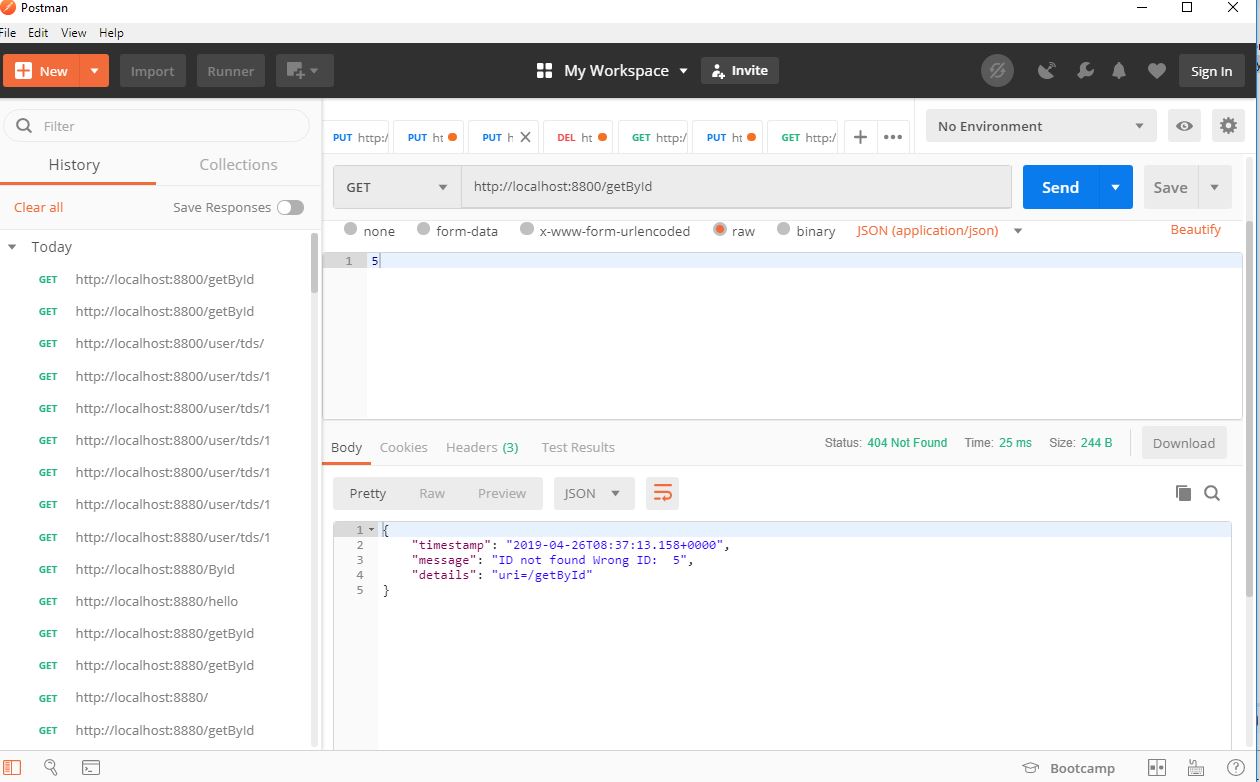 Postman
File Edit View Help
New Import Runner My Workspace Invite Sign In
Filter
History Collections
Clear all Save Responses
Today
GET http://localhost:8800/getById
GET http://localhost:8800/getById
GET http://localhost:8800/user/tds/
GET http://localhost:8800/user/tds/1
GET http://localhost:8800/user/tds/1
GET http://localhost:8800/user/tds/1
GET http://localhost:8800/user/tds/1
GET http://localhost:8880/user/tds/1
GET http://localhost:8880/user/tds/1
GET http://localhost:8880/ById
GET http://localhost:8880/hello
GET http://localhost:8880/getById
GET http://localhost:8880/getById
GET http://localhost:8880/
GET http://localhost:8880/getById
PUT http:/ PUT ht PUT h DEL ht GET http:/ PUT ht GET http:/ No Environment
GET http://localhost:8800/getById Send Save
none form-data x-www-form-urlencoded raw binary JSON (application/json) Beautify
1 5
Body Cookies Headers (3) Test Results Status: 404 Not Found Time: 25 ms Size: 244 B Download
Pretty Raw Preview JSON
1 {
2 "timestamp": "2019-04-26T08:37:13.158+0000",
3 "message": "ID not found Wrong ID:  5",
4 "details": "uri=/getById"
5 }
Bootcamp